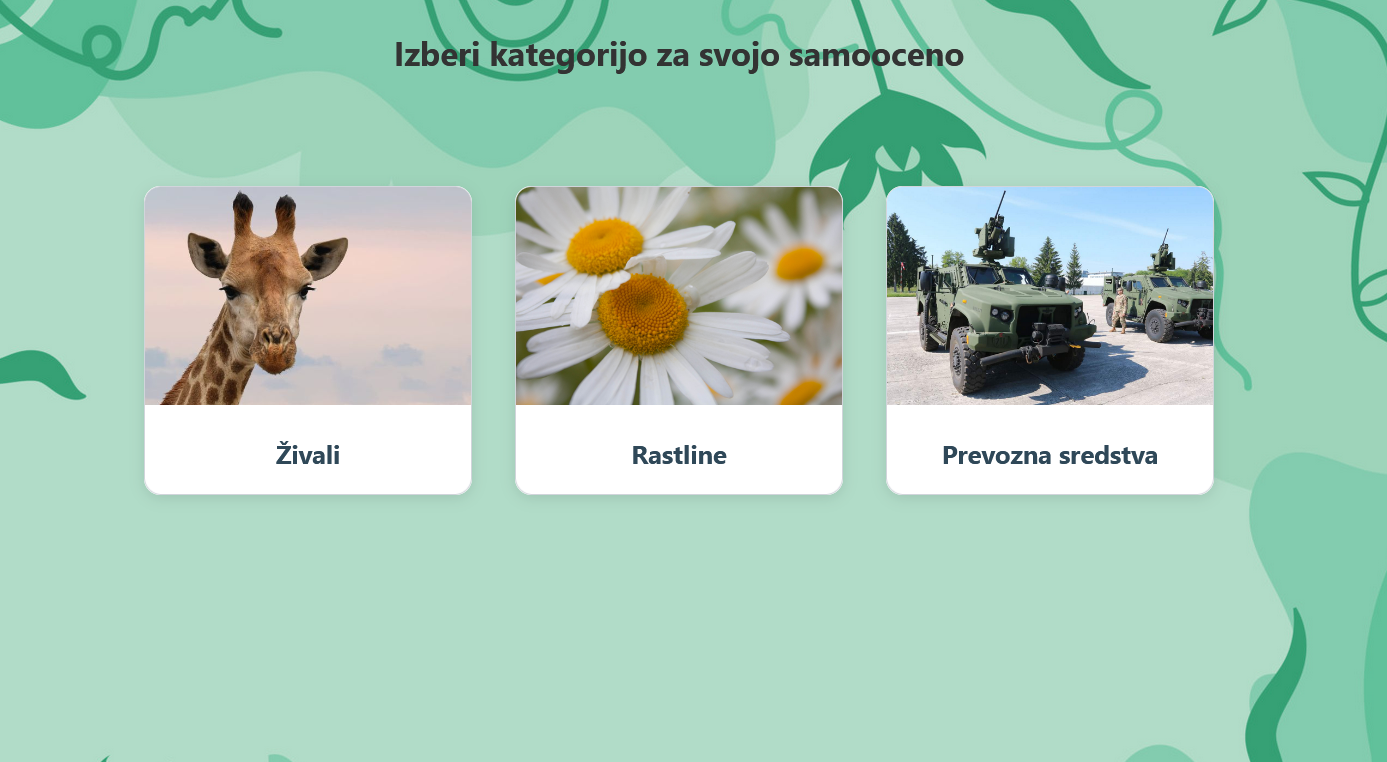 Izberi kategorijo za svojo samooceno
Živali
Rastline
Prevozna sredstva